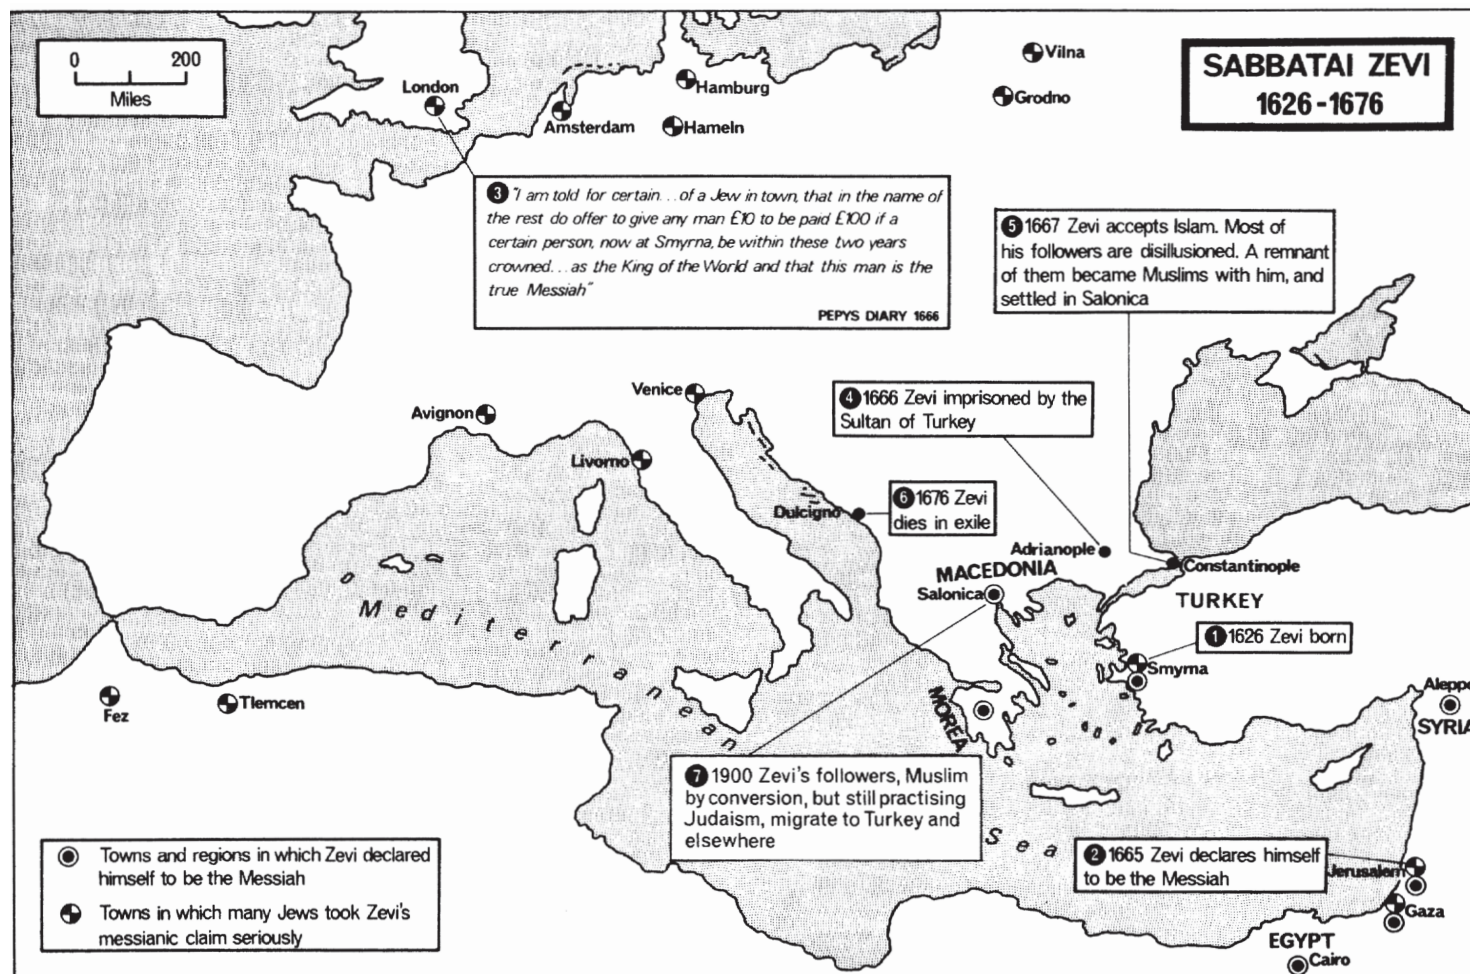 0 200
Miles
SABBATAI ZEVI
1626-1676
London
Amsterdam
Hamburg
Hameln
Vilna
Grodno
3 "I am told for certain... of a Jew in town, that in the name of
the rest do offer to give any man £10 to be paid £100 if a
certain person, now at Smyrna, be within these two years
crowned... as the King of the World and that this man is the
true Messiah"
PEPYS DIARY 1666
5 1667 Zevi accepts Islam. Most of
his followers are disillusioned. A remnant
of them became Muslims with him, and
settled in Salonica
Venice
Avignon
Livorno
4 1666 Zevi imprisoned by the
Sultan of Turkey
6 1676 Zevi
dies in exile
Dulcigno
Adrianople
Constantinople
MACEDONIA
Salonica
TURKEY
1 1626 Zevi born
Smyrna
Mediterranean
Sea
Fez
Tlemcen
MOREA
Aleppo
SYRIA
7 1900 Zevi's followers, Muslim
by conversion, but still practising
Judaism, migrate to Turkey and
elsewhere
2 1665 Zevi declares himself
to be the Messiah
Jerusalem
Gaza
EGYPT
Cairo
Towns and regions in which Zevi declared
himself to be the Messiah
Towns in which many Jews took Zevi's
messianic claim seriously